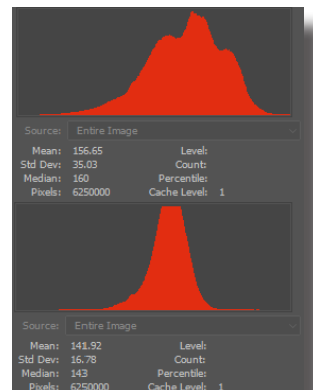 Source: Entire Image
Mean: 156.65 Level:
Std Dev: 35.03 Count:
Median: 160 Percentile:
Pixels: 6250000 Cache Level: 1
Source: Entire Image
Mean: 141.92 Level:
Std Dev: 16.78 Count:
Median: 143 Percentile:
Pixels: 6250000 Cache Level: 1